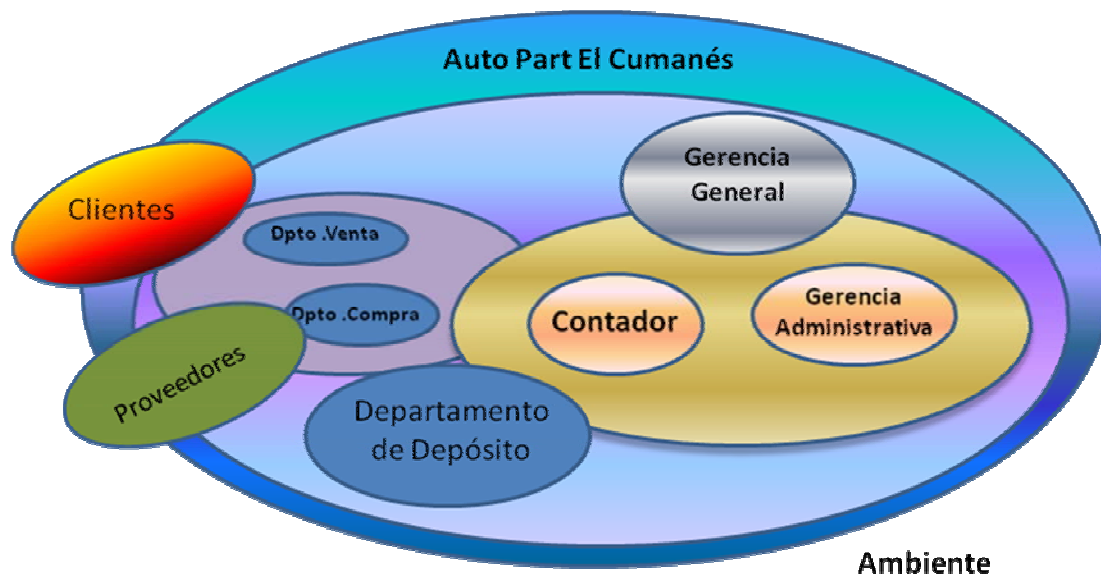 Auto Part El Cumanés
Gerencia
General
Clientes
Dpto .Venta
Dpto .Compra
Contador
Gerencia
Administrativa
Proveedores
Departamento
de Depósito
Ambiente